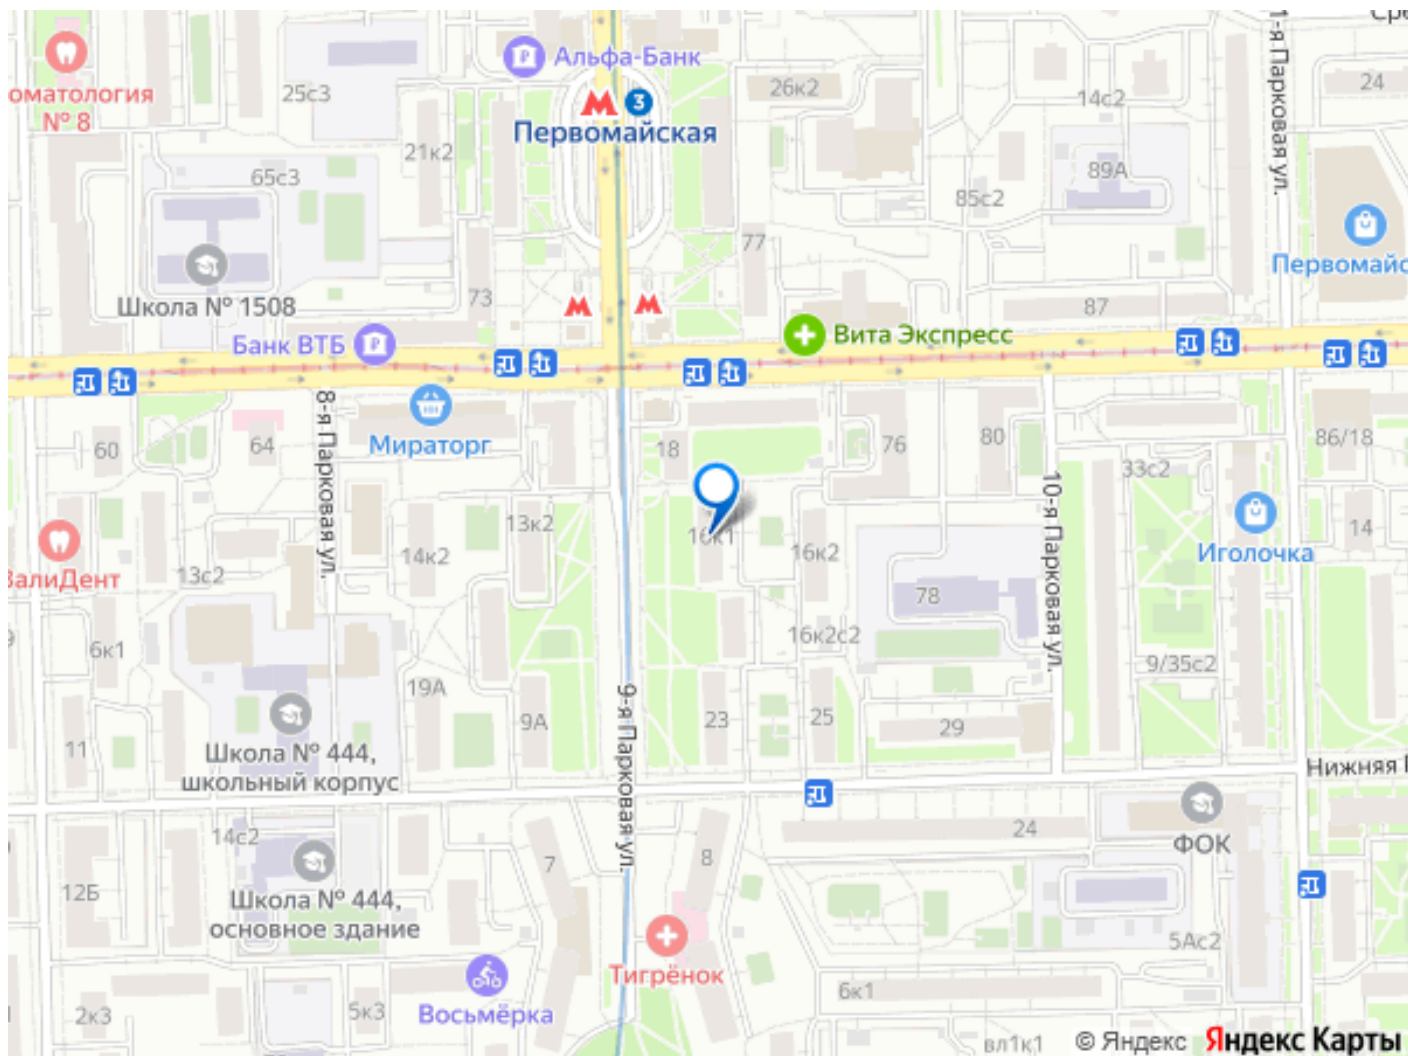 Альфа-Банк
оматология
№ 8
25с3
3
Первомайская
26к2
14с2
24
1-я Парковая ул.
21к2
65с3
89А
85с2
77
Школа № 1508
73
Первомайс
87
Банк ВТБ
Вита Экспресс
8-я Парковая ул.
Мираторг
60
64
18
76
80
86/18
33с2
10-я Парковая ул.
13к2
16к1
16к2
14к2
14
Иголочка
ВалиДент
13с2
78
6к1
16к2с2
9/35с2
19А
9А
23
25
29
11
9-я Парковая ул.
Школа № 444,
школьный корпус
Нижняя
14с2
24
ФОК
7
8
12Б
Школа № 444,
основное здание
5Ас2
Тигрёнок
6к1
2к3
5к3
Восьмёрка
вл1к1
© Яндекс Яндекс Карты